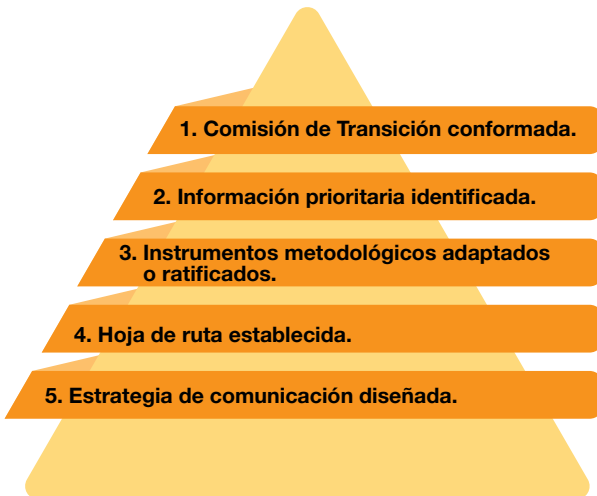 1. Comisión de Transición conformada.
2. Información prioritaria identificada.
3. Instrumentos metodológicos adaptados
o ratificados.
4. Hoja de ruta establecida.
5. Estrategia de comunicación diseñada.